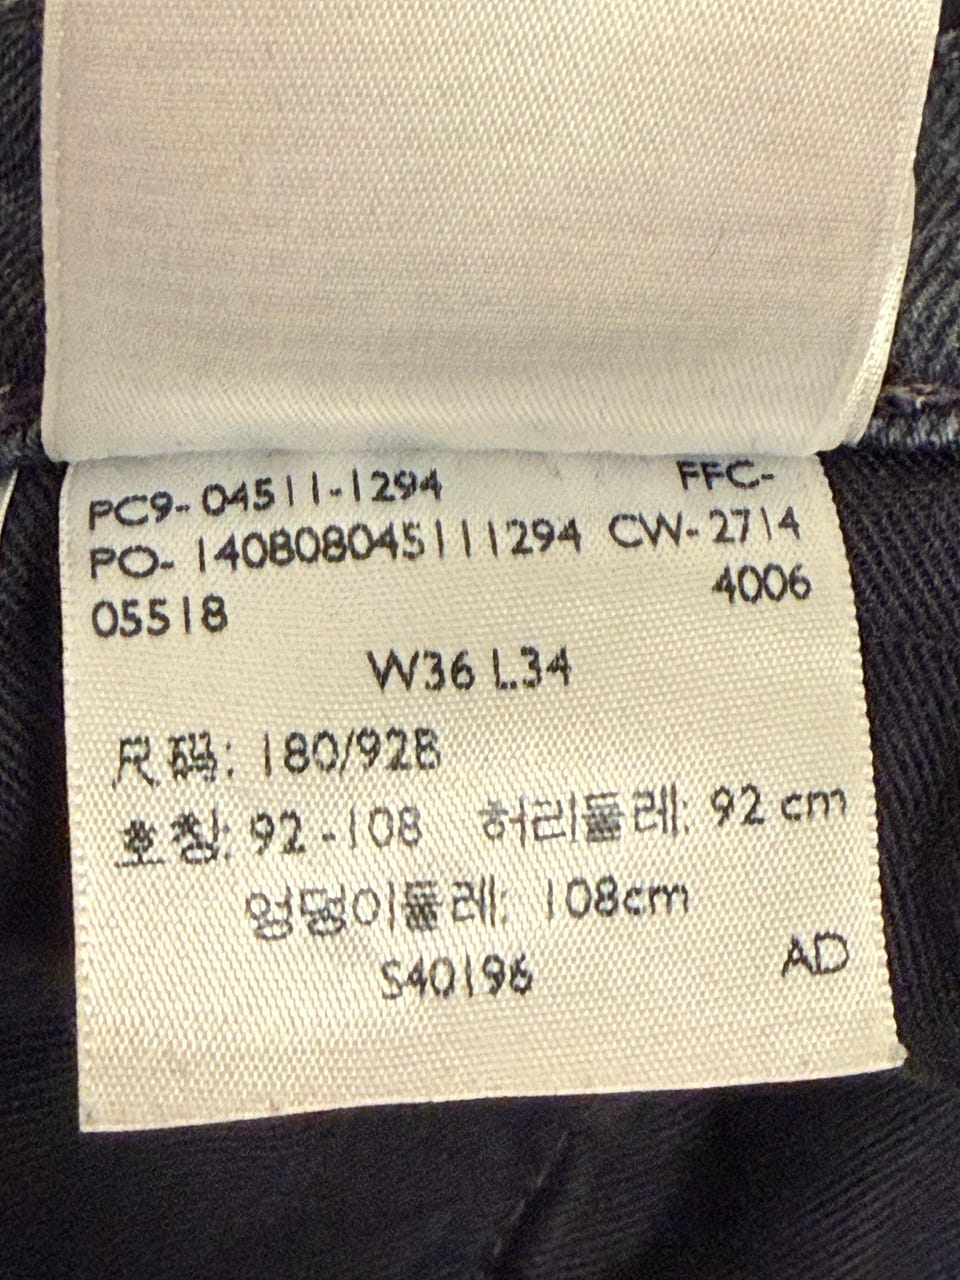 PC9- 04511-1294 FFC-
PO- 140808045111294 CW- 2714
05518 4006
W36 L34
尺码: 180/92B
호칭: 92 -108 허리둘레: 92 cm
엉덩이둘레: 108cm
S40196 AD